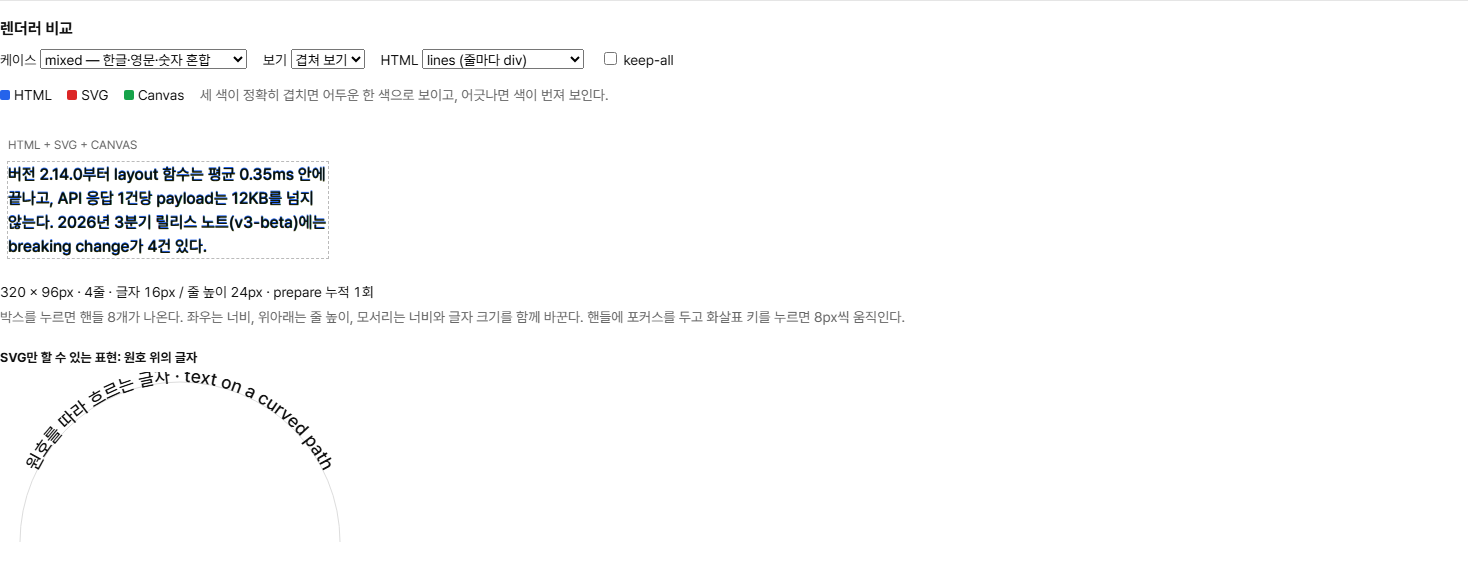 렌더러 비교
케이스 mixed — 한글·영문·숫자 혼합 보기 겹쳐 보기 HTML lines (줄마다 div) keep-all
HTML SVG Canvas 세 색이 정확히 겹치면 어두운 한 색으로 보이고, 어긋나면 색이 번져 보인다.
HTML + SVG + CANVAS
버전 2.14.0부터 layout 함수는 평균 0.35ms 안에
끝나고, API 응답 1건당 payload는 12KB를 넘지
않는다. 2026년 3분기 릴리스 노트(v3-beta)에는
breaking change가 4건 있다.
320 × 96px · 4줄 · 글자 16px / 줄 높이 24px · prepare 누적 1회
박스를 누르면 핸들 8개가 나온다. 좌우는 너비, 위아래는 줄 높이, 모서리는 너비와 글자 크기를 함께 바꾼다. 핸들에 포커스를 두고 화살표 키를 누르면 8px씩 움직인다.
SVG만 할 수 있는 표현: 원호 위의 글자
원호를 따라 흐르는 글자 · text on a curved path